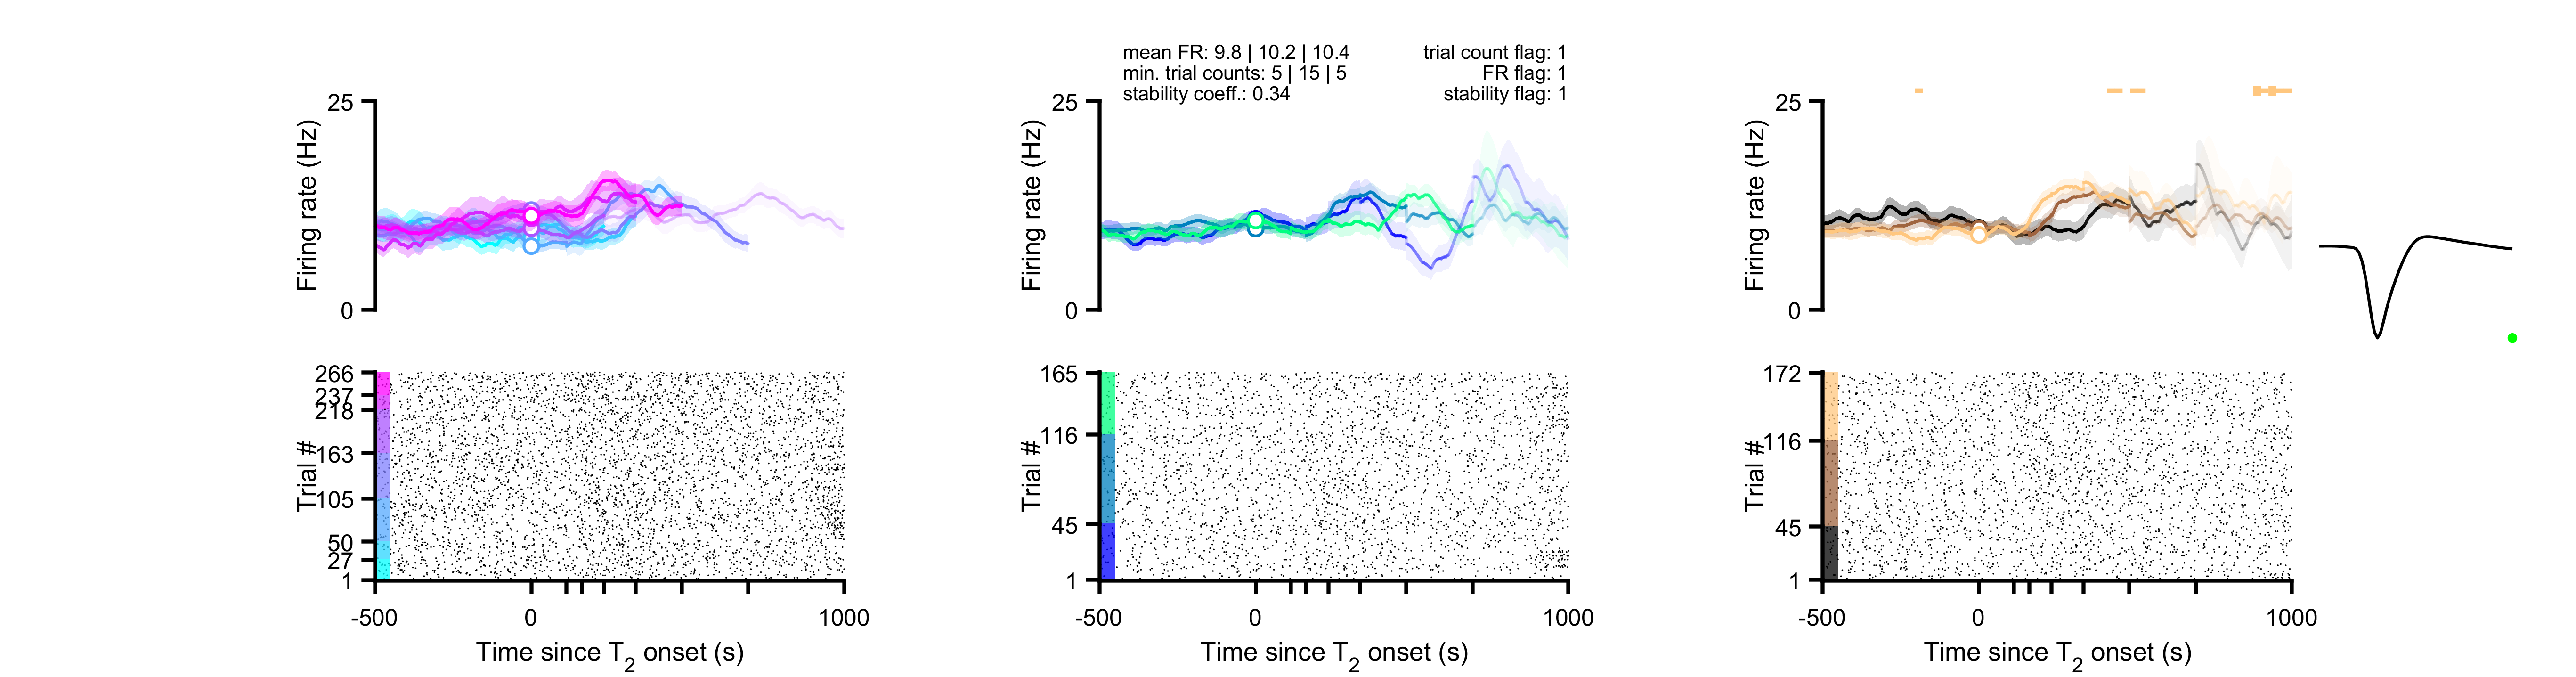 mean FR: 9.8 | 10.2 | 10.4
min. trial counts: 5 | 15 | 5
stability coeff.: 0.34
trial count flag: 1
FR flag: 1
stability flag: 1
25
Firing rate (Hz)
0
25
Firing rate (Hz)
0
25
Firing rate (Hz)
0
266
237
218
163
105
50
27
1
Trial #
-500
0
1000
Time since T2 onset (s)
165
116
45
1
Trial #
-500
0
1000
Time since T2 onset (s)
172
116
45
1
Trial #
-500
0
1000
Time since T2 onset (s)